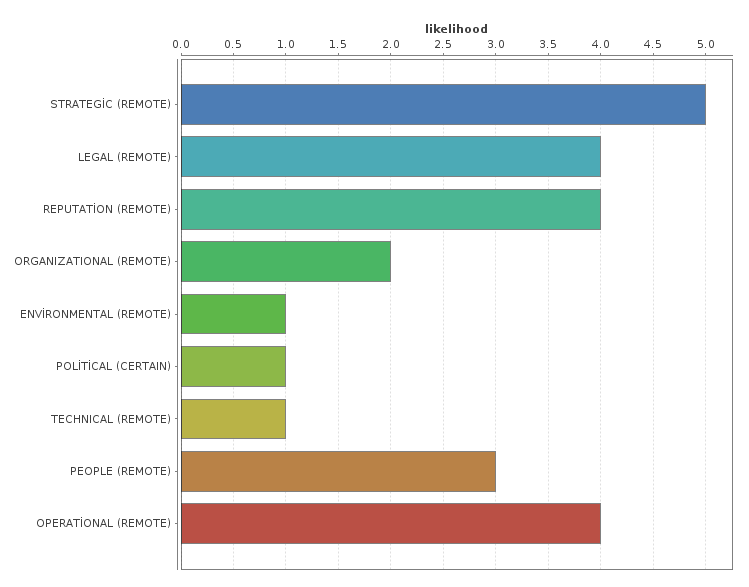 likelihood
0.0 0.5 1.0 1.5 2.0 2.5 3.0 3.5 4.0 4.5 5.0
STRATEGİC (REMOTE)
LEGAL (REMOTE)
REPUTATİON (REMOTE)
ORGANIZATIONAL (REMOTE)
ENVİRONMENTAL (REMOTE)
POLİTİCAL (CERTAIN)
TECHNICAL (REMOTE)
PEOPLE (REMOTE)
OPERATİONAL (REMOTE)